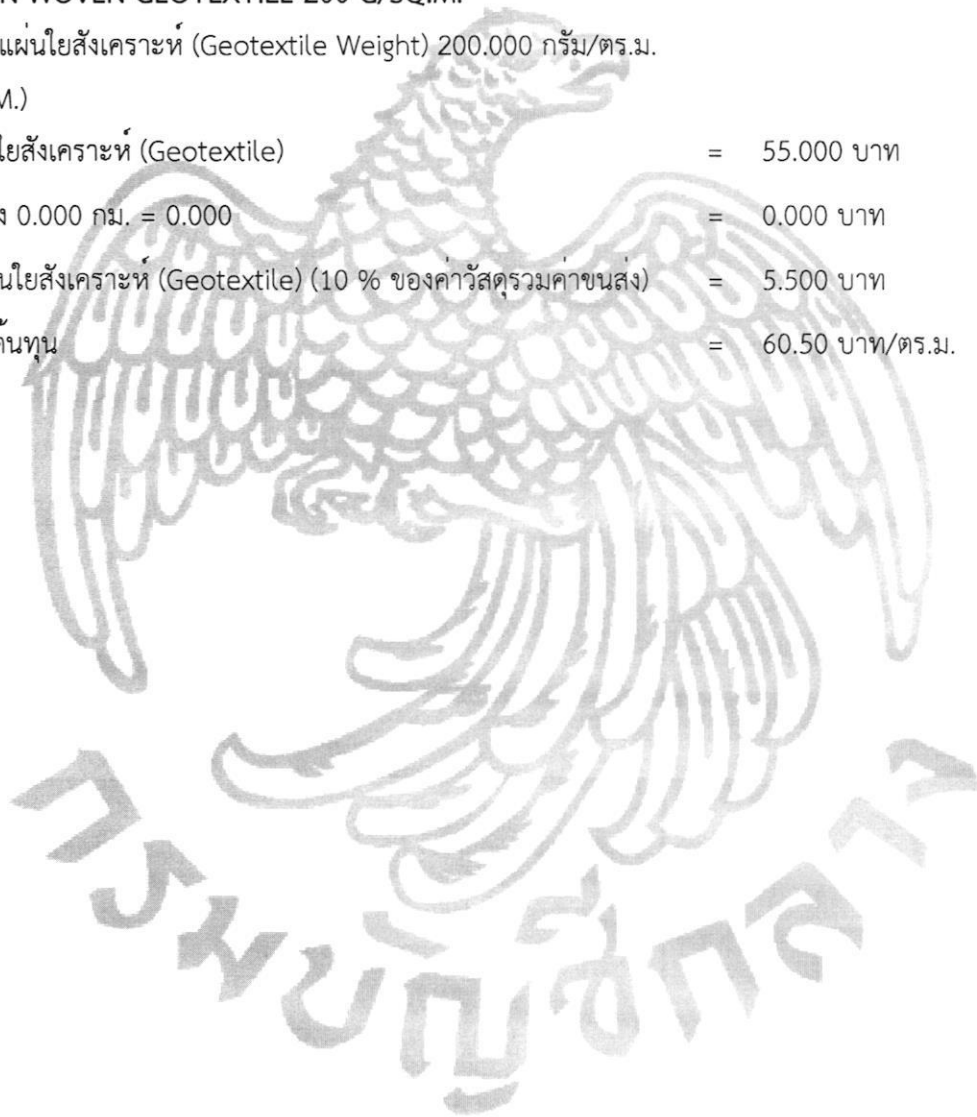 WOVEN GEOTEXTILE 200 G/SQ.M.
แผ่นใยสังเคราะห์ (Geotextile Weight) 200.000 กรัม/ตร.ม.
M.)
ใยสังเคราะห์ (Geotextile) = 55.000 บาท
0.000 กม. = 0.000 = 0.000 บาท
นใยสังเคราะห์ (Geotextile) (10 % ของค่าวัสดุรวมค่าขนส่ง) = 5.500 บาท
ต้นทุน = 60.50 บาท/ตร.ม.
กรมบัญชีกลาง